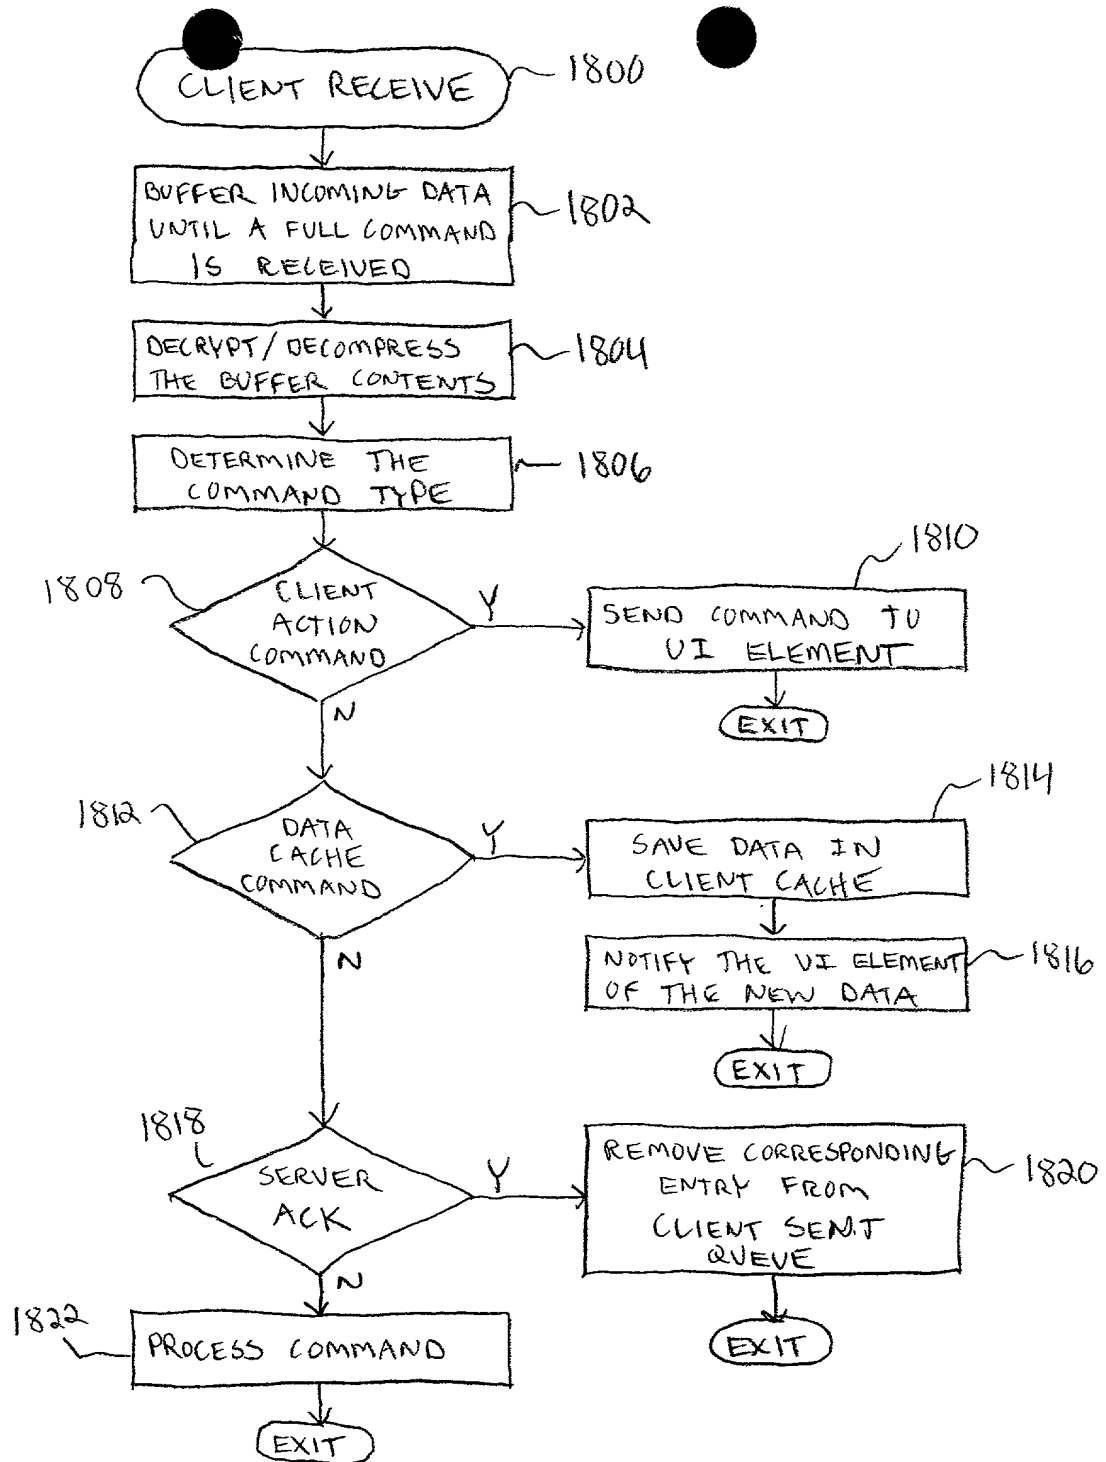 CLIENT RECEIVE
1800
BUFFER INCOMING DATA
UNTIL A FULL COMMAND
IS RECEIVED
1802
DECRYPT/DECOMPRESS
THE BUFFER CONTENTS
1804
DETERMINE THE
COMMAND TYPE
1806
1808
CLIENT
ACTION
COMMAND
Y
N
1810
SEND COMMAND TO
UI ELEMENT
EXIT
1812
DATA
CACHE
COMMAND
Y
N
1814
SAVE DATA IN
CLIENT CACHE
NOTIFY THE UI ELEMENT
OF THE NEW DATA
1816
EXIT
1818
SERVER
ACK
Y
N
REMOVE CORRESPONDING
ENTRY FROM
CLIENT SENT
QUEUE
1820
EXIT
1822
PROCESS COMMAND
EXIT